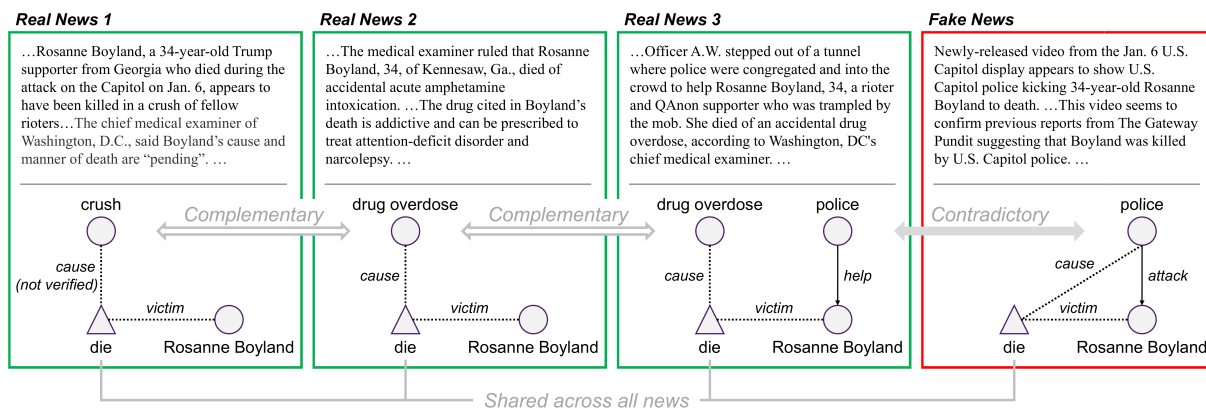 Real News 1
…Rosanne Boyland, a 34-year-old Trump
supporter from Georgia who died during the
attack on the Capitol on Jan. 6, appears to
have been killed in a crush of fellow
rioters…The chief medical examiner of
Washington, D.C., said Boyland's cause and
manner of death are “pending”. …
crush
cause
(not verified)
victim
die
Rosanne Boyland
Complementary
Real News 2
…The medical examiner ruled that Rosanne
Boyland, 34, of Kennesaw, Ga., died of
accidental acute amphetamine
intoxication. …The drug cited in Boyland's
death is addictive and can be prescribed to
treat attention-deficit disorder and
narcolepsy. …
drug overdose
cause
victim
die
Rosanne Boyland
Complementary
Real News 3
…Officer A.W. stepped out of a tunnel
where police were congregated and into the
crowd to help Rosanne Boyland, 34, a rioter
and QAnon supporter who was trampled by
the mob. She died of an accidental drug
overdose, according to Washington, DC's
chief medical examiner. …
drug overdose
police
cause
help
victim
die
Rosanne Boyland
Contradictory
Fake News
Newly-released video from the Jan. 6 U.S.
Capitol display appears to show U.S.
Capitol police kicking 34-year-old Rosanne
Boyland to death. …This video seems to
confirm previous reports from The Gateway
Pundit suggesting that Boyland was killed
by U.S. Capitol police. …
police
cause
attack
victim
die
Rosanne Boyland
Shared across all news